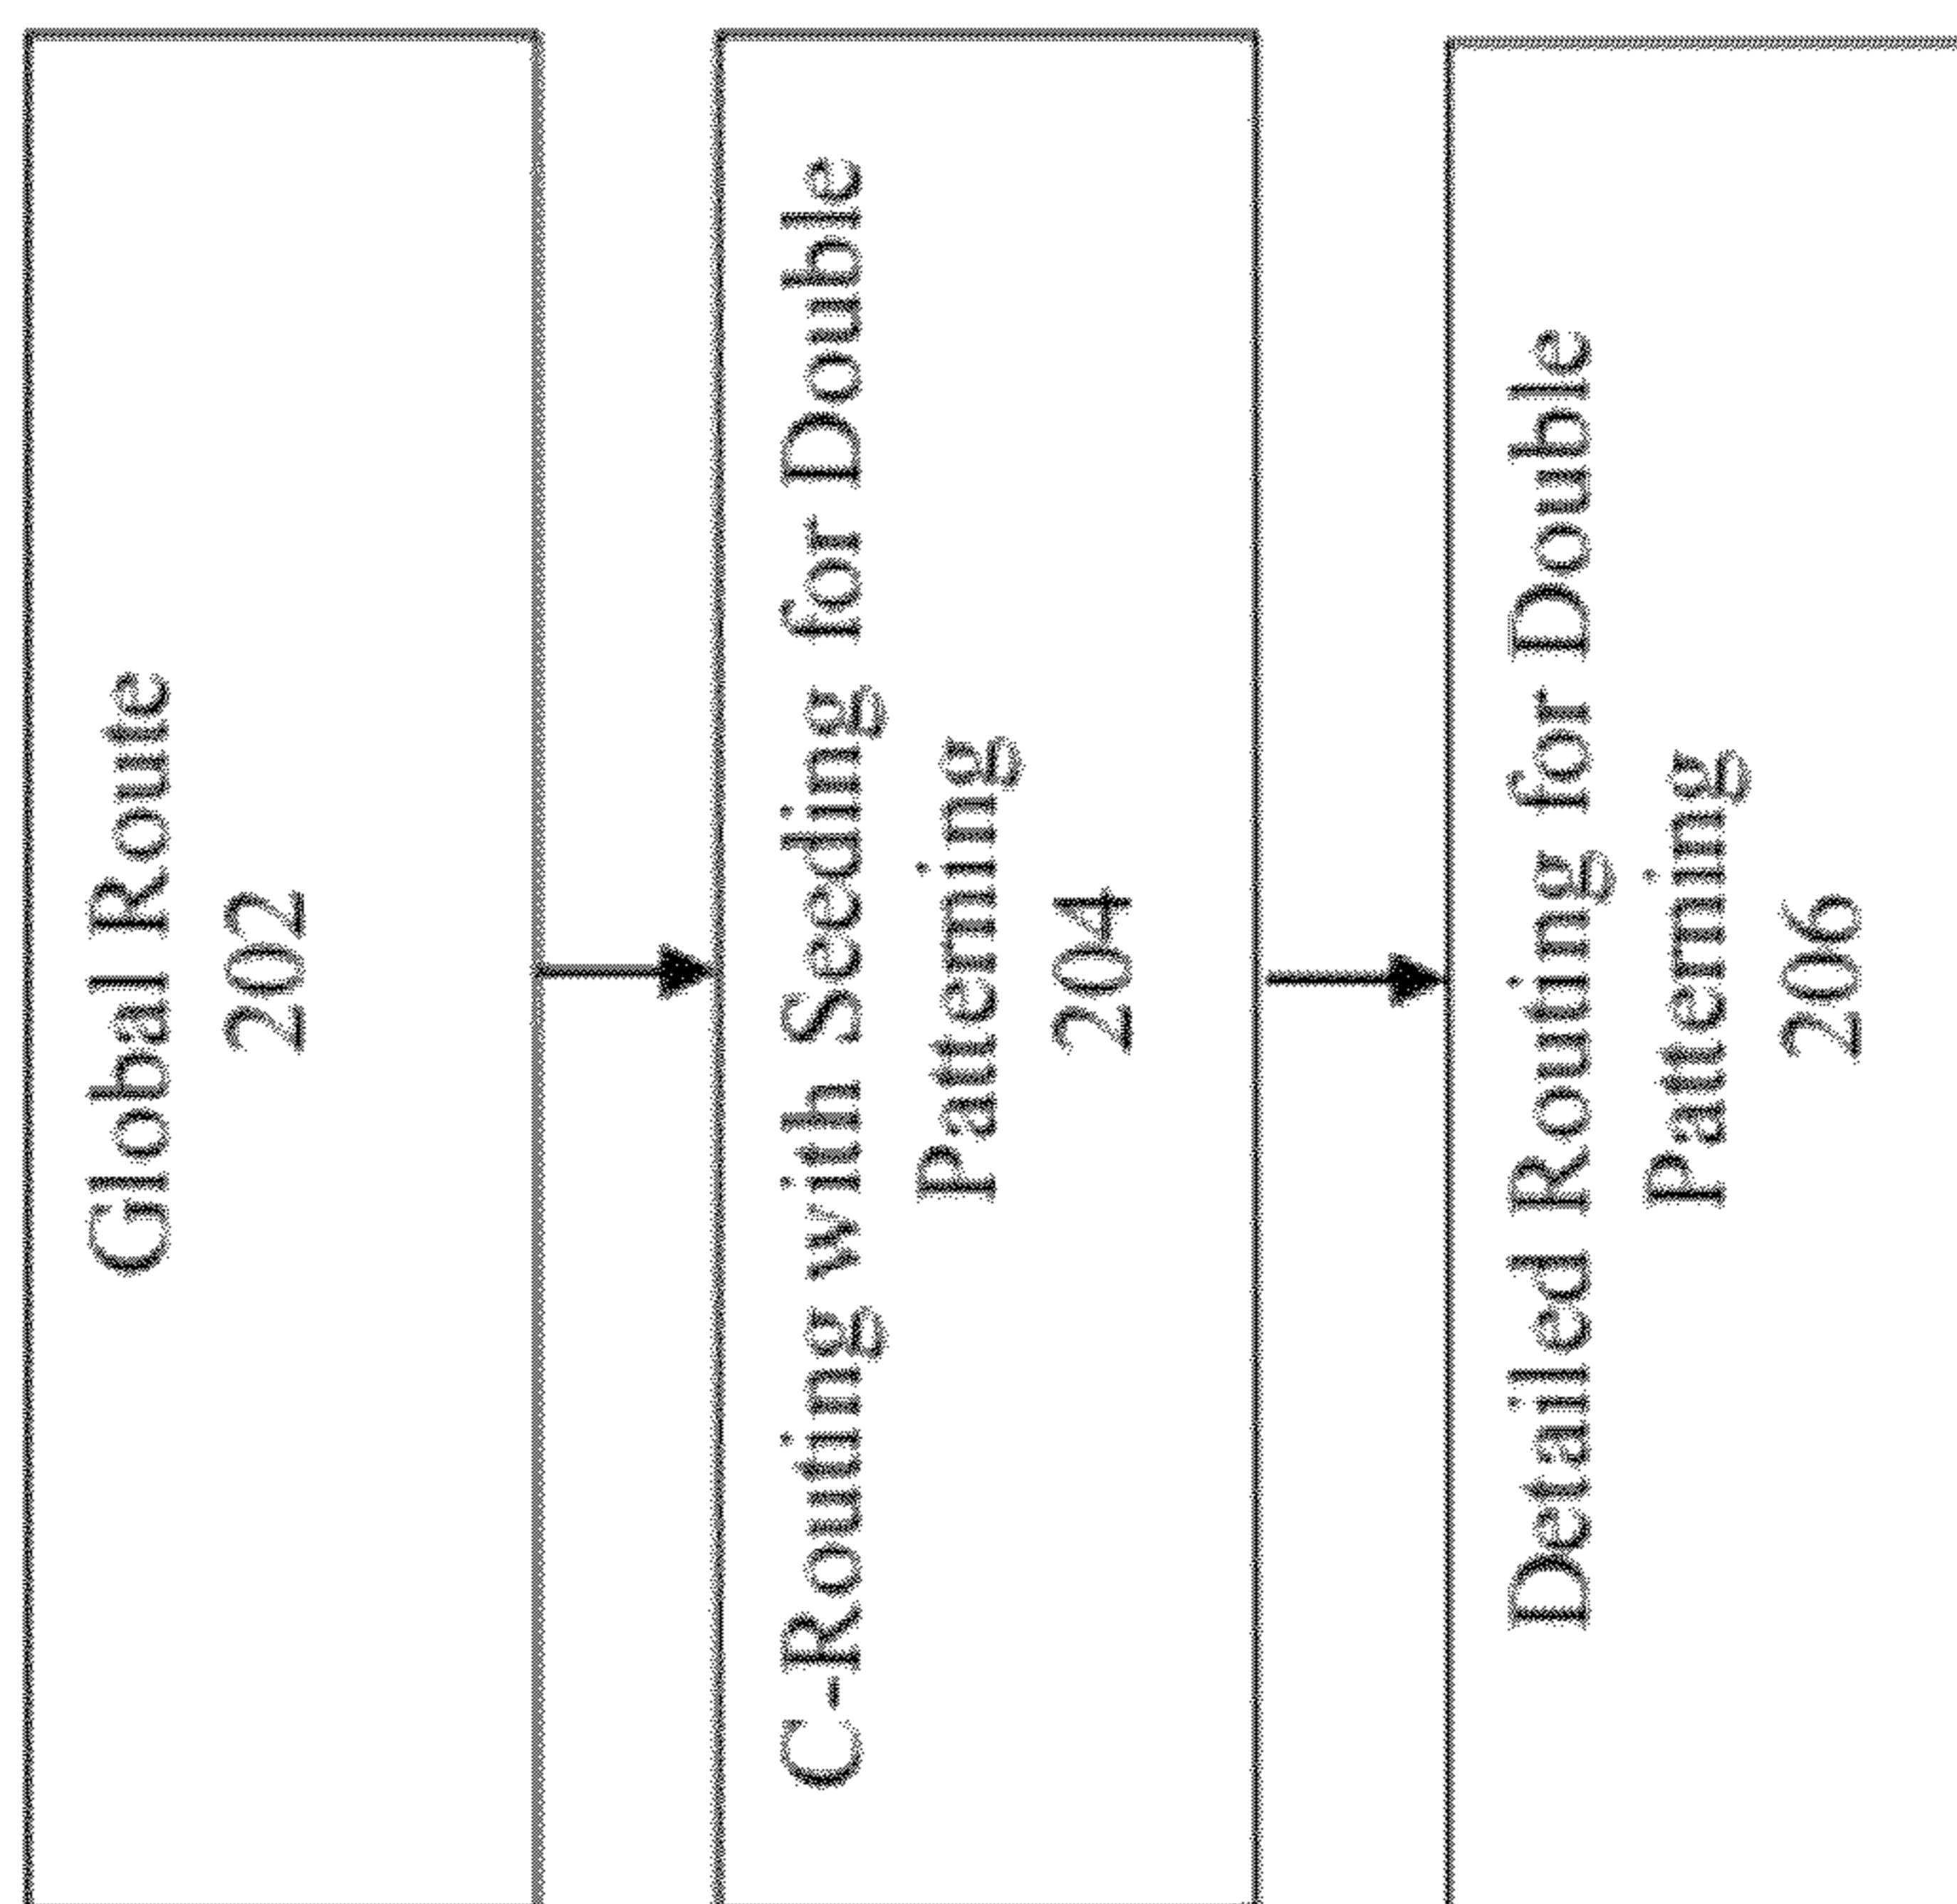 Global Route
202
C-Routing with Seeding for Double
Patterning
204
Detailed Routing for Double
Patterning
206